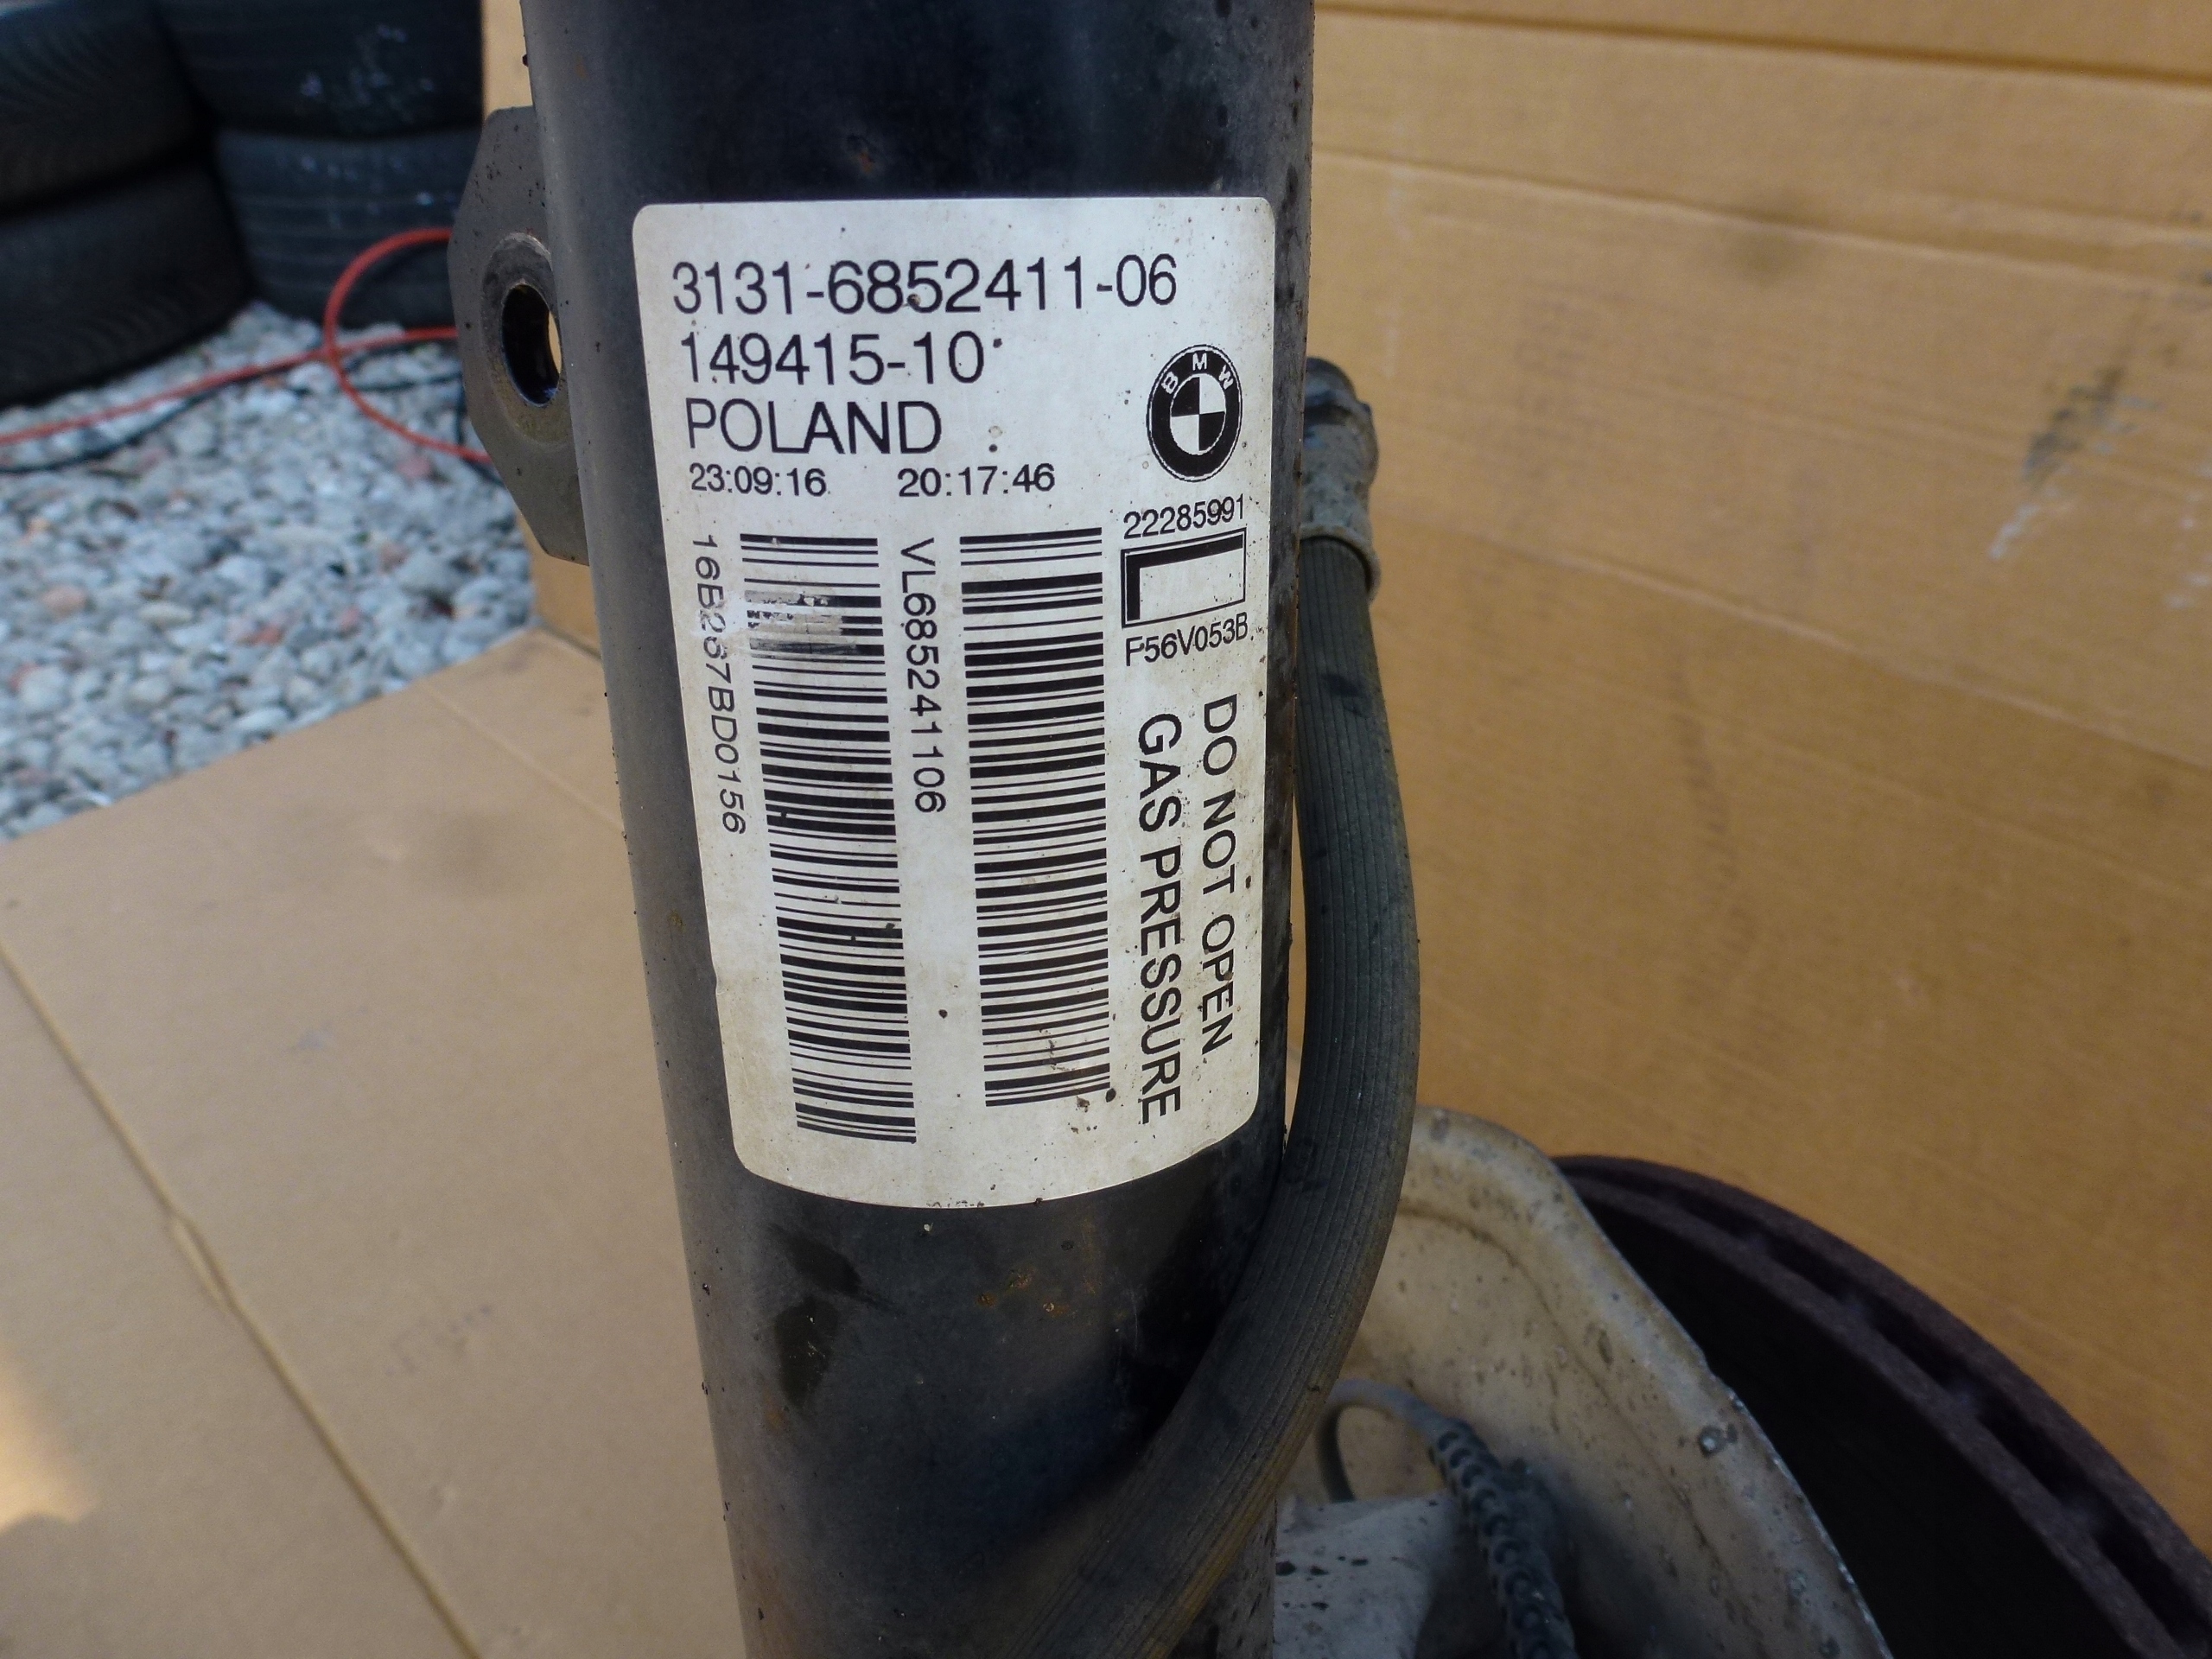 3131-6852411-06
149415-10
POLAND
23:09:16 20:17:46
BMW
22285991
L
F56V053B
16B267BD0156
VL685241106
DO NOT OPEN
GAS PRESSURE